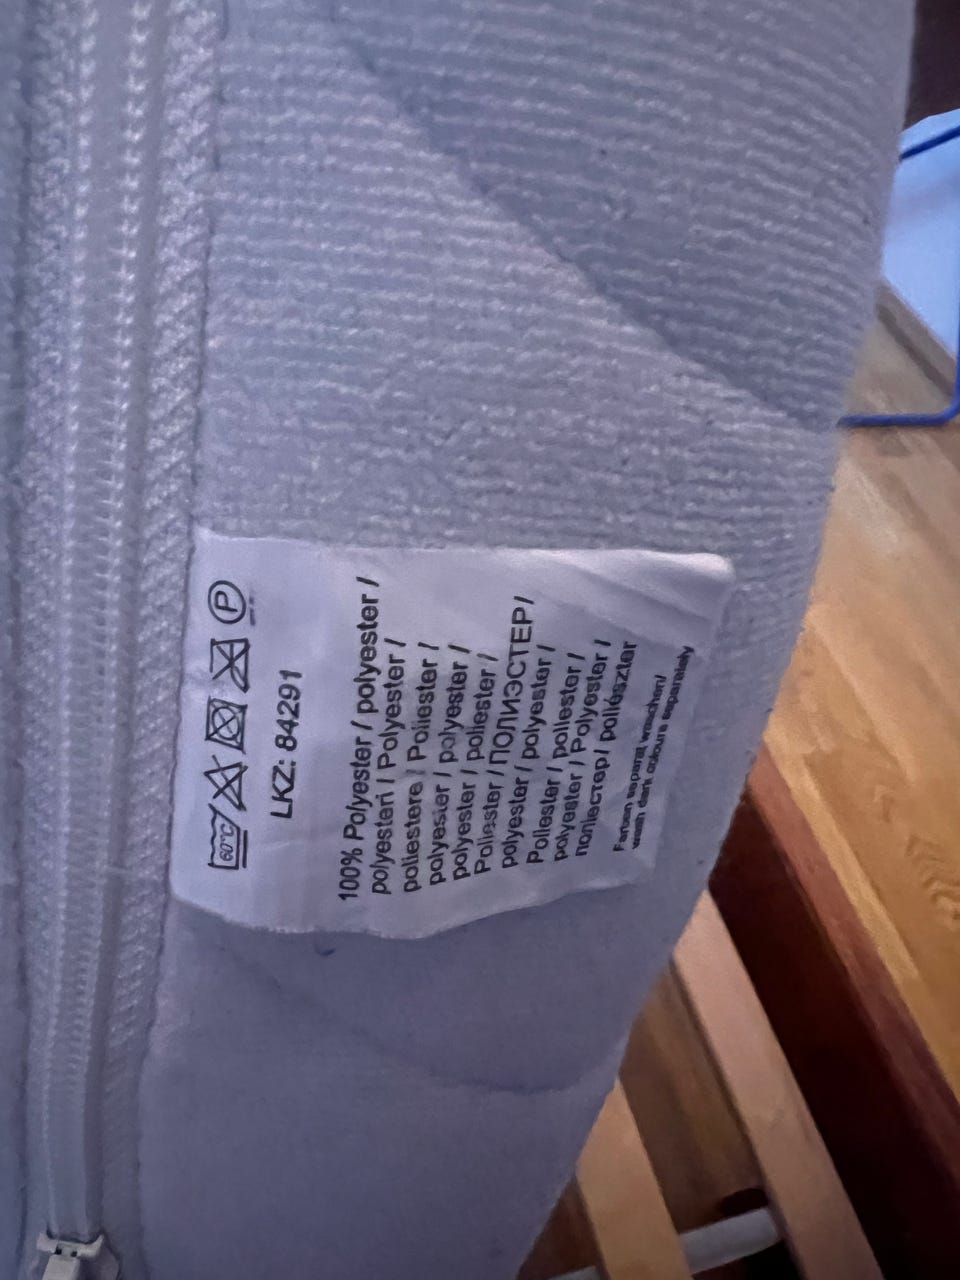 60°C P
LKZ: 84291
100% Polyester / polyester /
polyesteri / Polyester /
poliestere / Poliester /
polyester / polyester /
polyester / poliester /
Poliester / ПОЛИЭСТЕР /
polyester / polyester /
Poliester / poliester /
polyester / Polyester /
поліестер / poliészter
Farben separat waschen/
wash dark colours separately